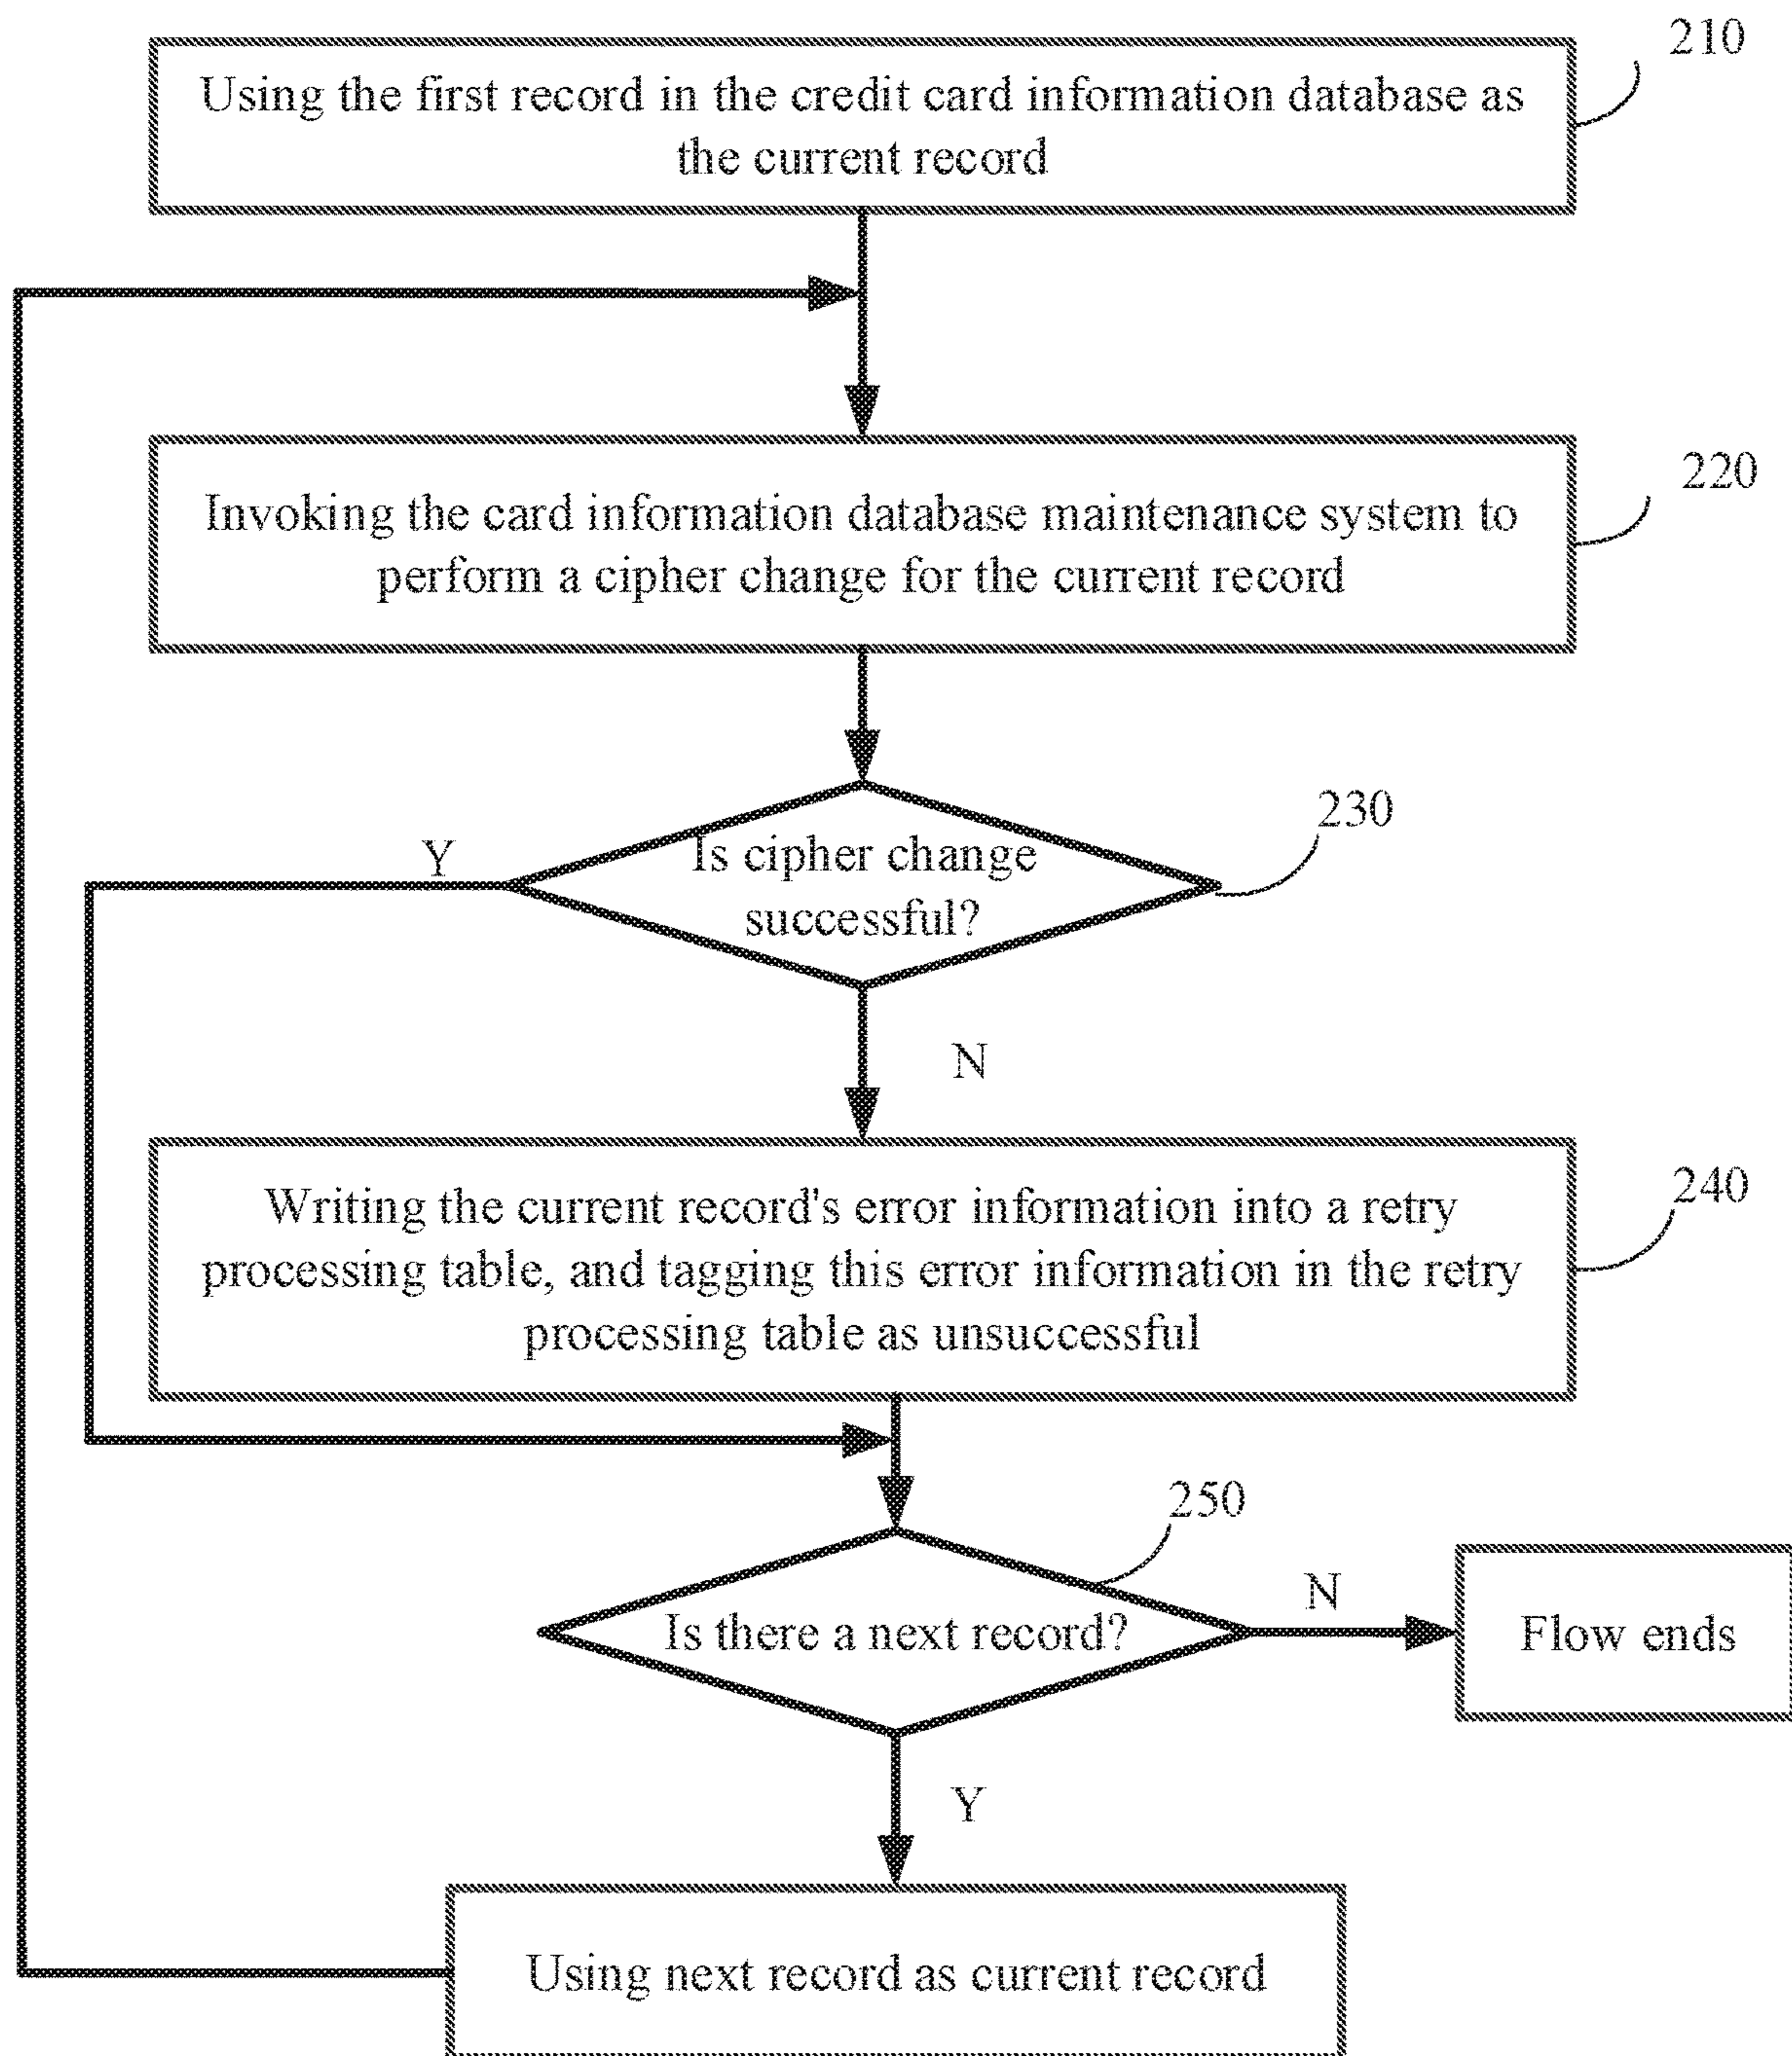 210
Using the first record in the credit card information database as
the current record
220
Invoking the card information database maintenance system to
perform a cipher change for the current record
230
Y
Is cipher change
successful?
N
240
Writing the current record's error information into a retry
processing table, and tagging this error information in the retry
processing table as unsuccessful
250
N
Is there a next record?
Flow ends
Y
Using next record as current record